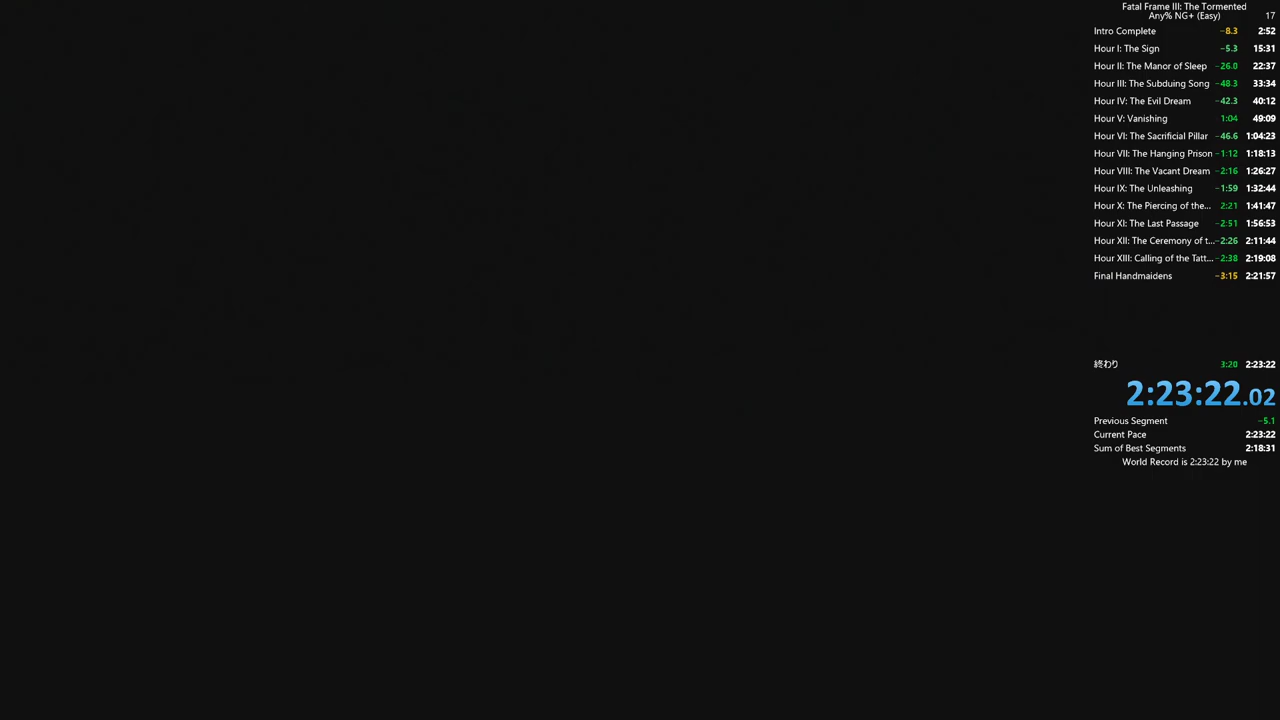 Fatal Frame III: The Tormented
Any% NG+ (Easy) 17
Intro Complete −8.3 2:52
Hour I: The Sign −5.3 15:31
Hour II: The Manor of Sleep −26.0 22:37
Hour III: The Subduing Song −48.3 33:34
Hour IV: The Evil Dream −42.3 40:12
Hour V: Vanishing 1:04 49:09
Hour VI: The Sacrificial Pillar −46.6 1:04:23
Hour VII: The Hanging Prison −1:12 1:18:13
Hour VIII: The Vacant Dream −2:16 1:26:27
Hour IX: The Unleashing −1:59 1:32:44
Hour X: The Piercing of the... 2:21 1:41:47
Hour XI: The Last Passage −2:51 1:56:53
Hour XII: The Ceremony of t... −2:26 2:11:44
Hour XIII: Calling of the Tatt... −2:38 2:19:08
Final Handmaidens −3:15 2:21:57
終わり 3:20 2:23:22
2:23:22.02
Previous Segment −5.1
Current Pace 2:23:22
Sum of Best Segments 2:18:31
World Record is 2:23:22 by me